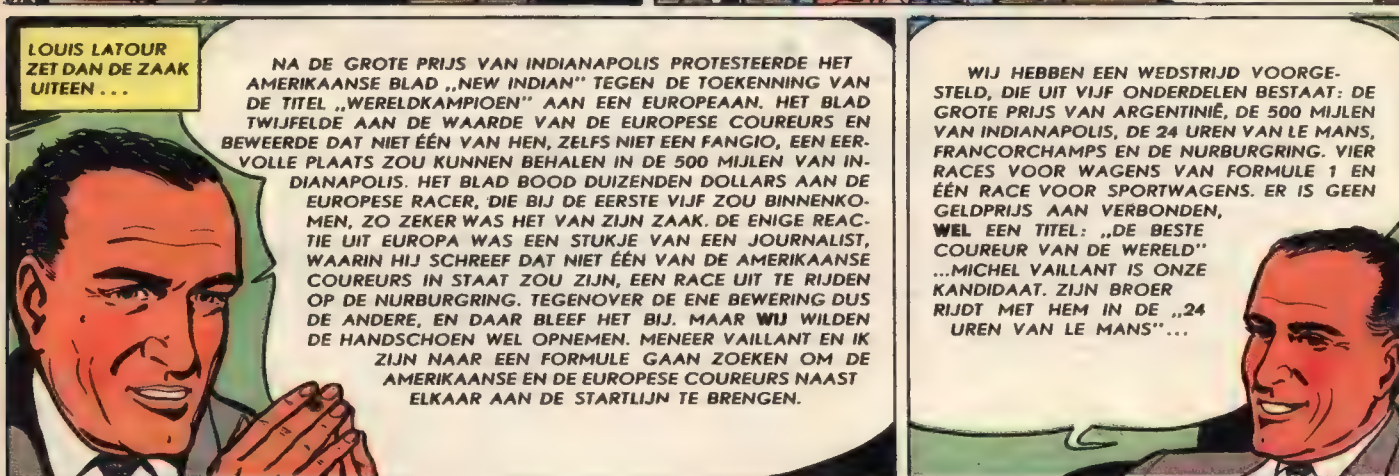 LOUIS LATOUR
ZET DAN DE ZAAK
UITEEN . . .
NA DE GROTE PRIJS VAN INDIANAPOLIS PROTESTEERDE HET
AMERIKAANSE BLAD „NEW INDIAN" TEGEN DE TOEKENNING VAN
DE TITEL „WERELDKAMPIOEN" AAN EEN EUROPEAAN. HET BLAD
TWIJFELDE AAN DE WAARDE VAN DE EUROPESE COUREURS EN
BEWEERDE DAT NIET ÉÉN VAN HEN, ZELFS NIET EEN FANGIO, EEN EER-
VOLLE PLAATS ZOU KUNNEN BEHALEN IN DE 500 MIJLEN VAN IN-
DIANAPOLIS. HET BLAD BOOD DUIZENDEN DOLLARS AAN DE
EUROPESE RACER, DIE BIJ DE EERSTE VIJF ZOU BINNENKO-
MEN, ZO ZEKER WAS HET VAN ZIJN ZAAK. DE ENIGE REAC-
TIE UIT EUROPA WAS EEN STUKJE VAN EEN JOURNALIST,
WAARIN HIJ SCHREEF DAT NIET ÉÉN VAN DE AMERIKAANSE
COUREURS IN STAAT ZOU ZIJN, EEN RACE UIT TE RIJDEN
OP DE NURBURGRING. TEGENOVER DE ENE BEWERING DUS
DE ANDERE, EN DAAR BLEEF HET BIJ. MAAR WIJ WILDEN
DE HANDSCHOEN WEL OPNEMEN. MENEER VAILLANT EN IK
ZIJN NAAR EEN FORMULE GAAN ZOEKEN OM DE
AMERIKAANSE EN DE EUROPESE COUREURS NAAST
ELKAAR AAN DE STARTLIJN TE BRENGEN.
WIJ HEBBEN EEN WEDSTRIJD VOORGE-
STELD, DIE UIT VIJF ONDERDELEN BESTAAT: DE
GROTE PRIJS VAN ARGENTINIË, DE 500 MIJLEN
VAN INDIANAPOLIS, DE 24 UREN VAN LE MANS,
FRANCORCHAMPS EN DE NURBURGRING. VIER
RACES VOOR WAGENS VAN FORMULE 1 EN
ÉÉN RACE VOOR SPORTWAGENS. ER IS GEEN
GELDPRIJS AAN VERBONDEN,
WEL EEN TITEL: „DE BESTE
COUREUR VAN DE WERELD"
...MICHEL VAILLANT IS ONZE
KANDIDAAT. ZIJN BROER
RIJDT MET HEM IN DE „24
UREN VAN LE MANS"...